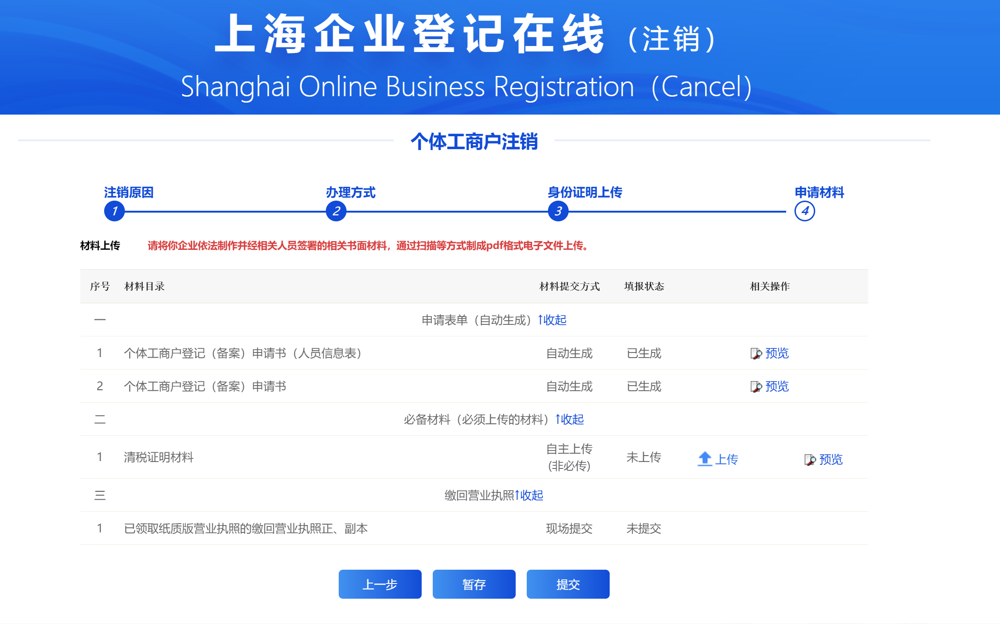 上海企业登记在线（注销）
Shanghai Online Business Registration（Cancel）
个体工商户注销
注销原因 办理方式 身份证明上传 申请材料
1 2 3 4
材料上传 请将你企业依法制作并经相关人员签署的相关书面材料，通过扫描等方式制成pdf格式电子文件上传。
序号 材料目录 材料提交方式 填报状态 相关操作
一 申请表单（自动生成）↑收起
1 个体工商户登记（备案）申请书（人员信息表） 自动生成 已生成 预览
2 个体工商户登记（备案）申请书 自动生成 已生成 预览
二 必备材料（必须上传的材料）↑收起
1 清税证明材料 自主上传 (非必传) 未上传 上传 预览
三 缴回营业执照↑收起
1 已领取纸质版营业执照的缴回营业执照正、副本 现场提交 未提交
上一步 暂存 提交